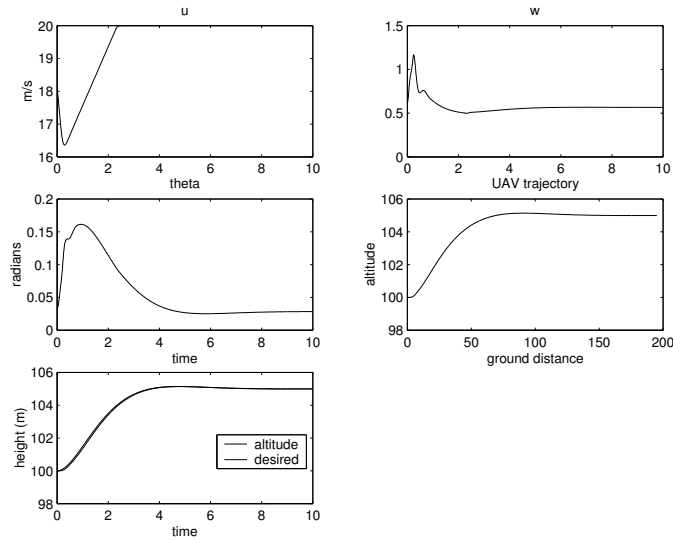 u
20
19
18
17
16
m/s
0 2 4 6 8 10
w
1.5
1
0.5
0
0 2 4 6 8 10
theta
0.2
0.15
0.1
0.05
0
radians
0 2 4 6 8 10
time
UAV trajectory
106
104
102
100
98
altitude
0 50 100 150 200
ground distance
106
104
102
100
98
height (m)
altitude
desired
0 2 4 6 8 10
time